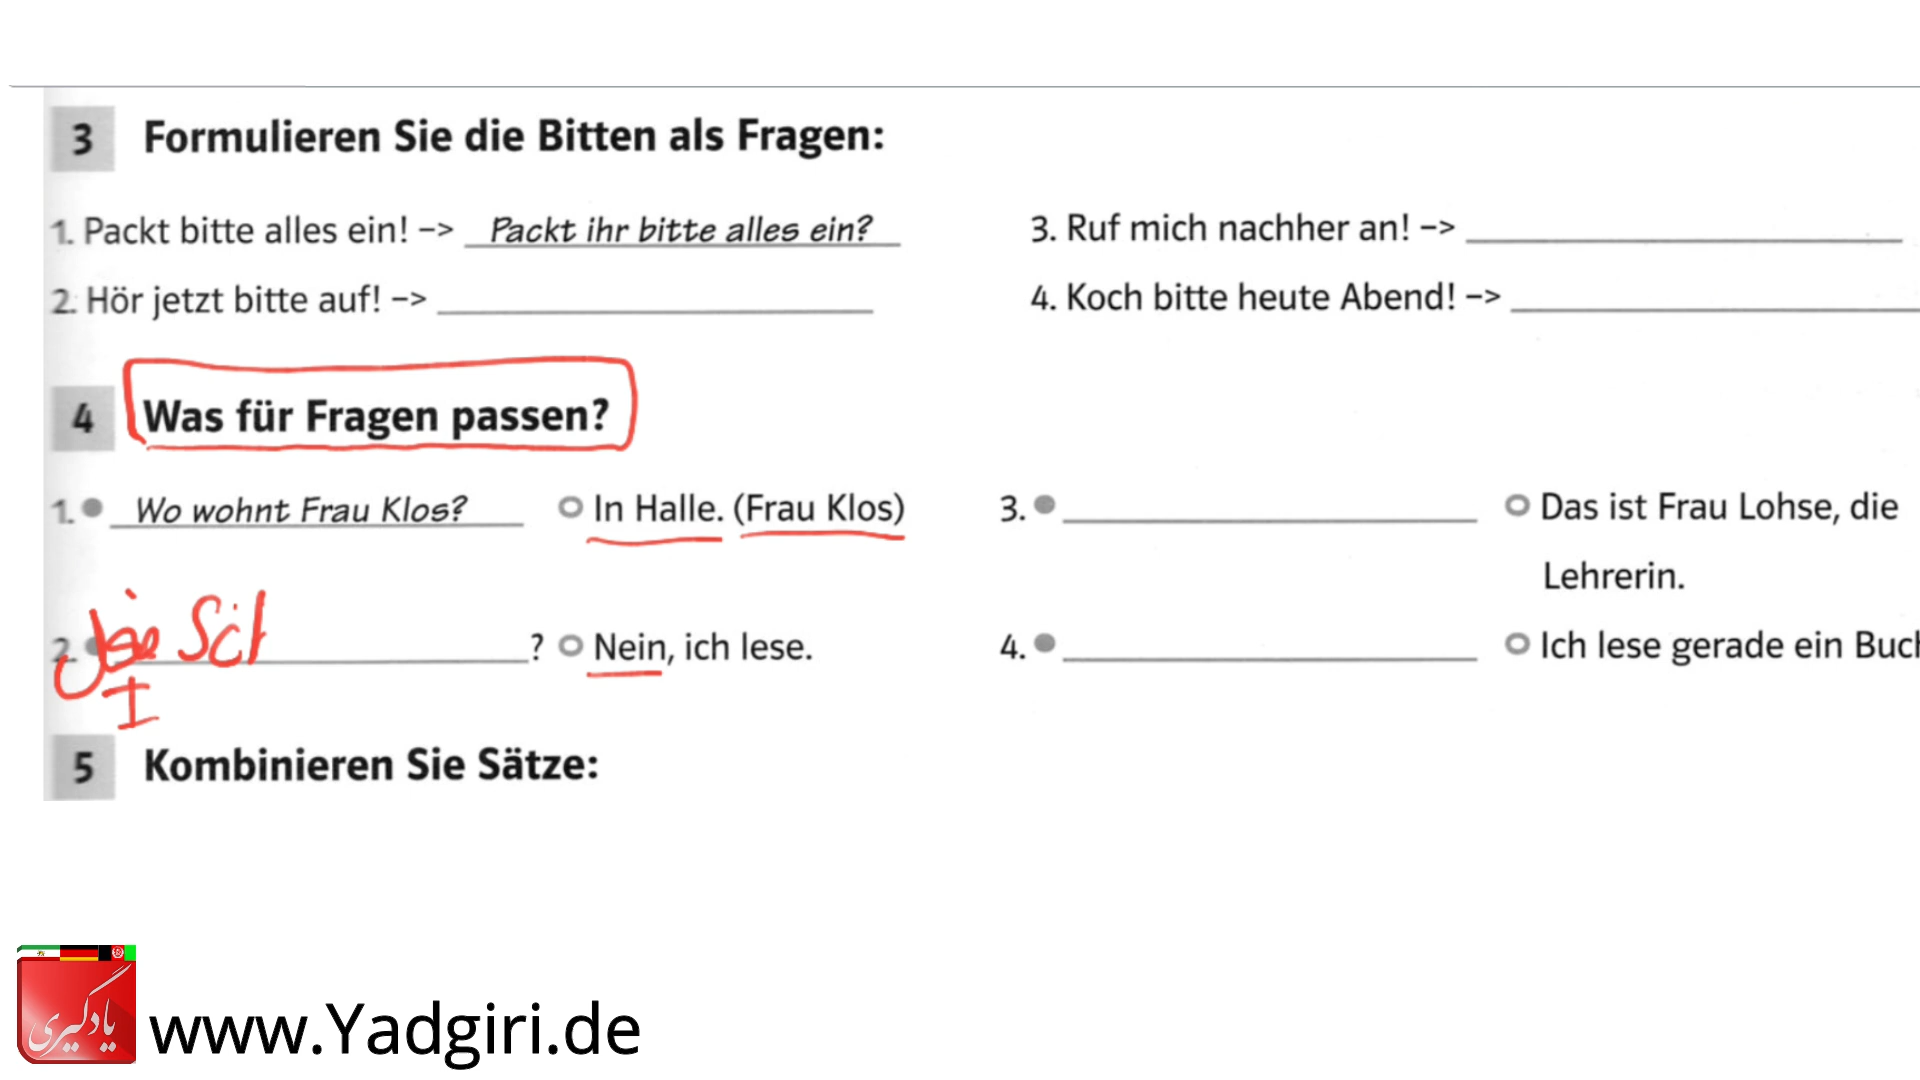 3 Formulieren Sie die Bitten als Fragen:
1. Packt bitte alles ein! –> Packt ihr bitte alles ein?
2. Hör jetzt bitte auf! –>
3. Ruf mich nachher an! –>
4. Koch bitte heute Abend! –>
4 Was für Fragen passen?
1. Wo wohnt Frau Klos? In Halle. (Frau Klos)
2. ? Nein, ich lese.
3. Das ist Frau Lohse, die
Lehrerin.
4. Ich lese gerade ein Buch
5 Kombinieren Sie Sätze:
یادگیری
www.Yadgiri.de